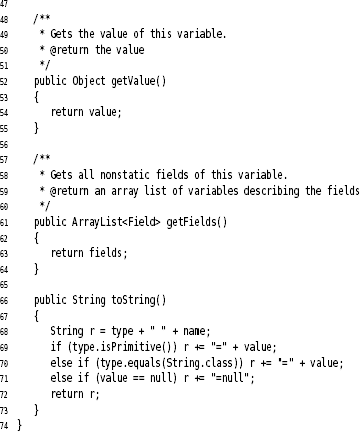 47
48 /**
49 * Gets the value of this variable.
50 * @return the value
51 */
52 public Object getValue()
53 {
54 return value;
55 }
56
57 /**
58 * Gets all nonstatic fields of this variable.
59 * @return an array list of variables describing the fields
60 */
61 public ArrayList<Field> getFields()
62 {
63 return fields;
64 }
65
66 public String toString()
67 {
68 String r = type + " " + name;
69 if (type.isPrimitive()) r += "=" + value;
70 else if (type.equals(String.class)) r += "=" + value;
71 else if (value == null) r += "=null";
72 return r;
73 }
74 }